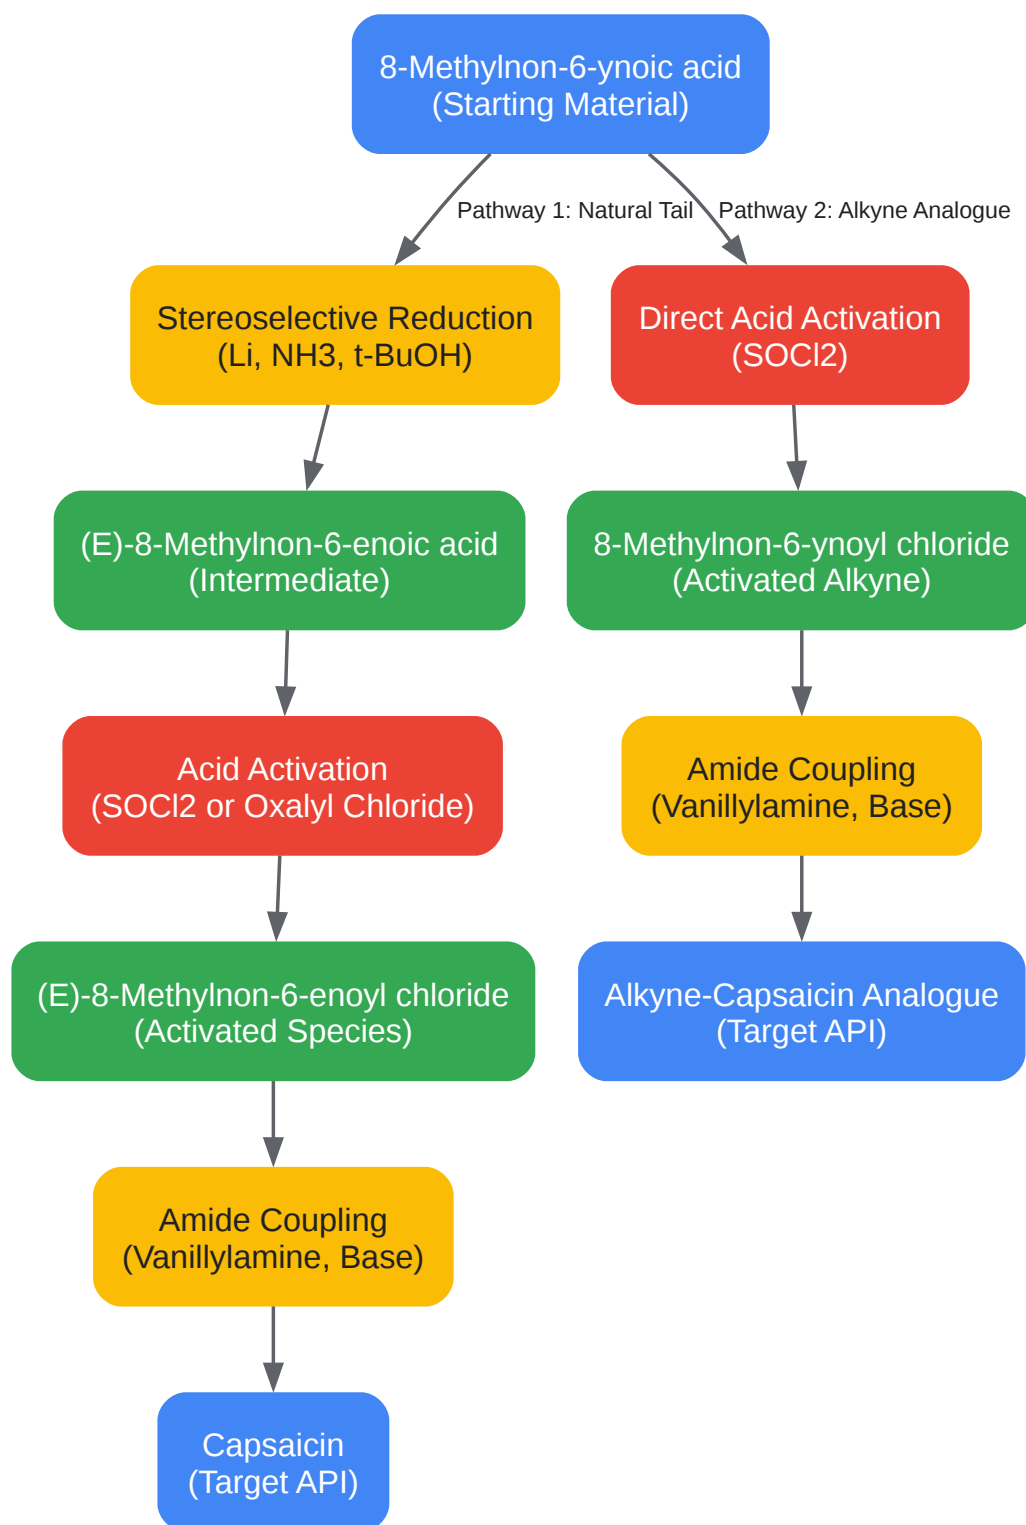 8-Methylnon-6-ynoic acid
(Starting Material)
Pathway 1: Natural Tail
Pathway 2: Alkyne Analogue
Stereoselective Reduction
(Li, NH3, t-BuOH)
Direct Acid Activation
(SOCl2)
(E)-8-Methylnon-6-enoic acid
(Intermediate)
8-Methylnon-6-ynoyl chloride
(Activated Alkyne)
Acid Activation
(SOCl2 or Oxalyl Chloride)
Amide Coupling
(Vanillylamine, Base)
(E)-8-Methylnon-6-enoyl chloride
(Activated Species)
Alkyne-Capsaicin Analogue
(Target API)
Amide Coupling
(Vanillylamine, Base)
Capsaicin
(Target API)